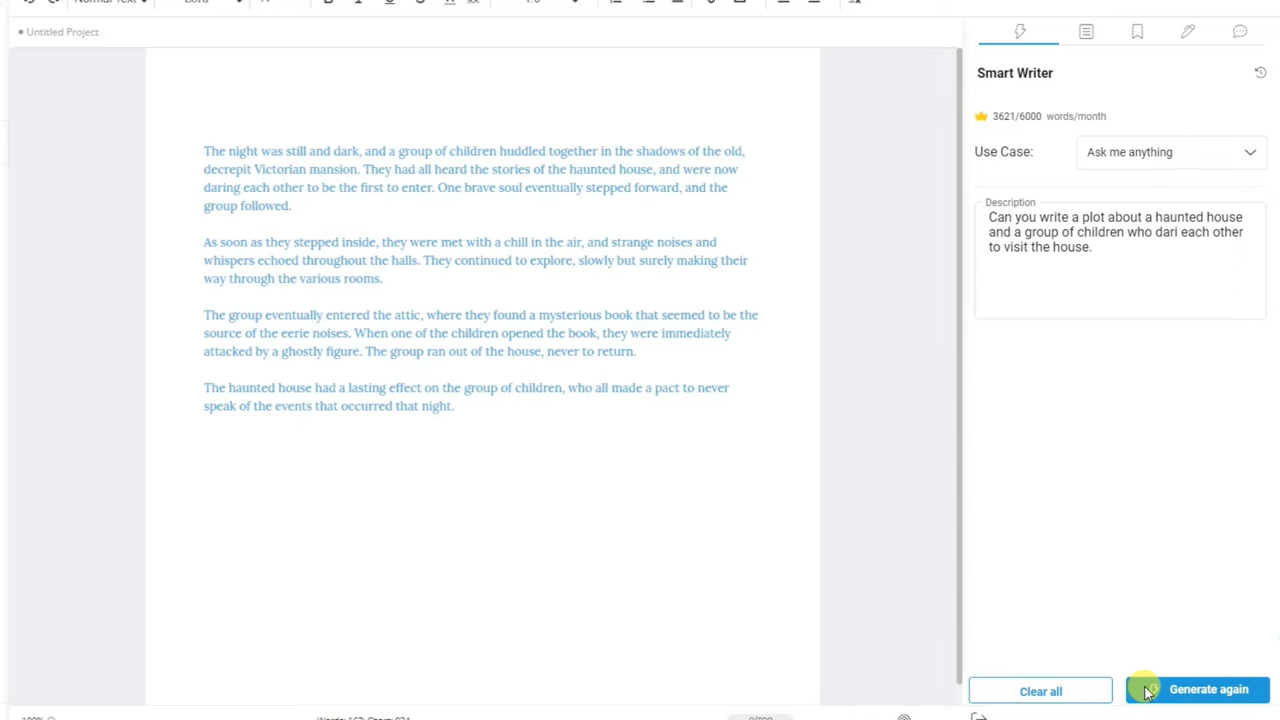 Untitled Project
The night was still and dark, and a group of children huddled together in the shadows of the old,
decrepit Victorian mansion. They had all heard the stories of the haunted house, and were now
daring each other to be the first to enter. One brave soul eventually stepped forward, and the
group followed.
As soon as they stepped inside, they were met with a chill in the air, and strange noises and
whispers echoed throughout the halls. They continued to explore, slowly but surely making their
way through the various rooms.
The group eventually entered the attic, where they found a mysterious book that seemed to be the
source of the eerie noises. When one of the children opened the book, they were immediately
attacked by a ghostly figure. The group ran out of the house, never to return.
The haunted house had a lasting effect on the group of children, who all made a pact to never
speak of the events that occurred that night.
Smart Writer
3621/6000 words/month
Use Case: Ask me anything
Description
Can you write a plot about a haunted house
and a group of children who dari each other
to visit the house.
Clear all
Generate again